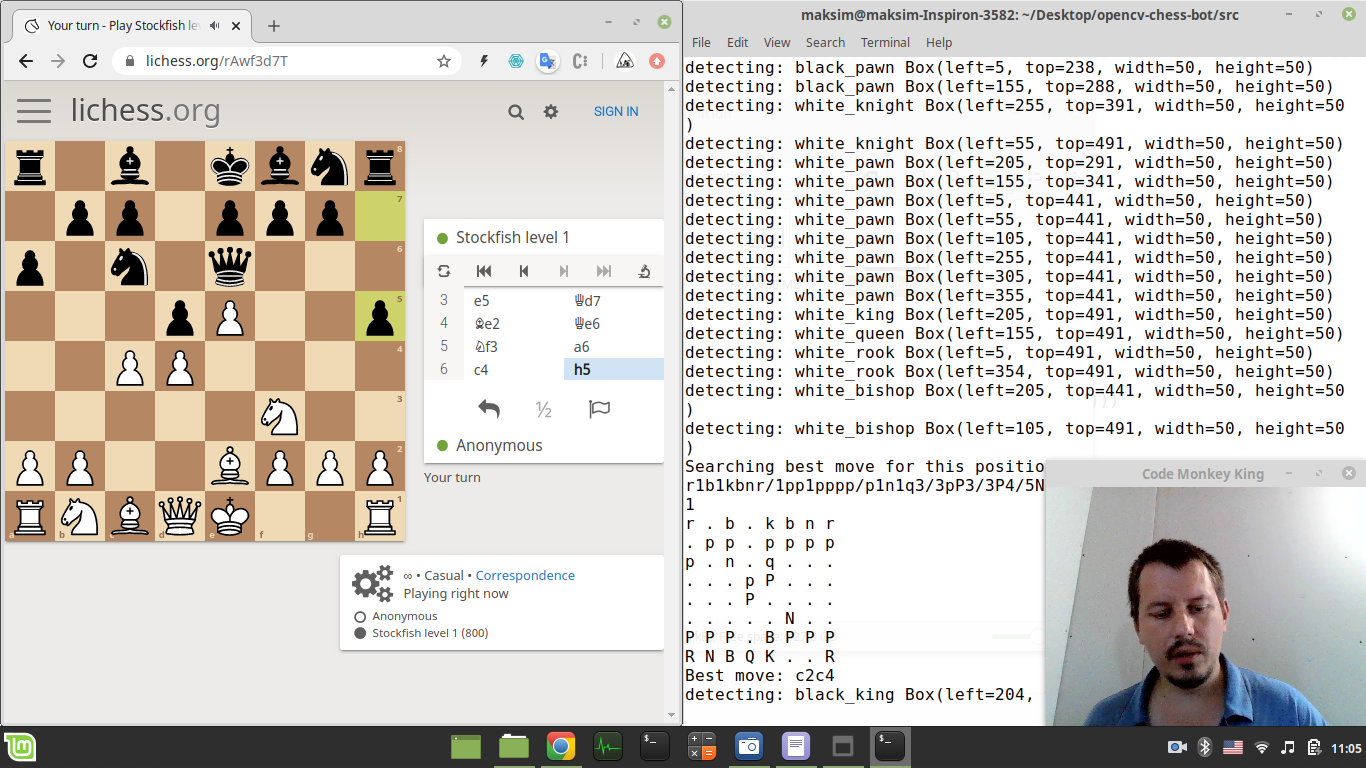 Your turn - Play Stockfish le
lichess.org/rAwf3d7T
lichess.org
SIGN IN
8
7
6
5
4
3
2
1
a b c d e f g h
Stockfish level 1
3 e5 ♕d7
4 ♗e2 ♕e6
5 ♘f3 a6
6 c4 h5
½
Anonymous
Your turn
∞ • Casual • Correspondence
Playing right now
Anonymous
Stockfish level 1 (800)
maksim@maksim-Inspiron-3582: ~/Desktop/opencv-chess-bot/src
File Edit View Search Terminal Help
detecting: black_pawn Box(left=5, top=238, width=50, height=50)
detecting: black_pawn Box(left=155, top=288, width=50, height=50)
detecting: white_knight Box(left=255, top=391, width=50, height=50
)
detecting: white_knight Box(left=55, top=491, width=50, height=50)
detecting: white_pawn Box(left=205, top=291, width=50, height=50)
detecting: white_pawn Box(left=155, top=341, width=50, height=50)
detecting: white_pawn Box(left=5, top=441, width=50, height=50)
detecting: white_pawn Box(left=55, top=441, width=50, height=50)
detecting: white_pawn Box(left=105, top=441, width=50, height=50)
detecting: white_pawn Box(left=255, top=441, width=50, height=50)
detecting: white_pawn Box(left=305, top=441, width=50, height=50)
detecting: white_pawn Box(left=355, top=441, width=50, height=50)
detecting: white_king Box(left=205, top=491, width=50, height=50)
detecting: white_queen Box(left=155, top=491, width=50, height=50)
detecting: white_rook Box(left=5, top=491, width=50, height=50)
detecting: white_rook Box(left=354, top=491, width=50, height=50)
detecting: white_bishop Box(left=205, top=441, width=50, height=50
)
detecting: white_bishop Box(left=105, top=491, width=50, height=50
)
Searching best move for this positio
r1b1kbnr/1pp1pppp/p1n1q3/3pP3/3P4/5N
1
r . b . k b n r
. p p . p p p p
p . n . q . . .
. . . p P . . .
. . . P . . . .
. . . . . N . .
P P P . B P P P
R N B Q K . . R
Best move: c2c4
detecting: black_king Box(left=204,
Code Monkey King
11:05